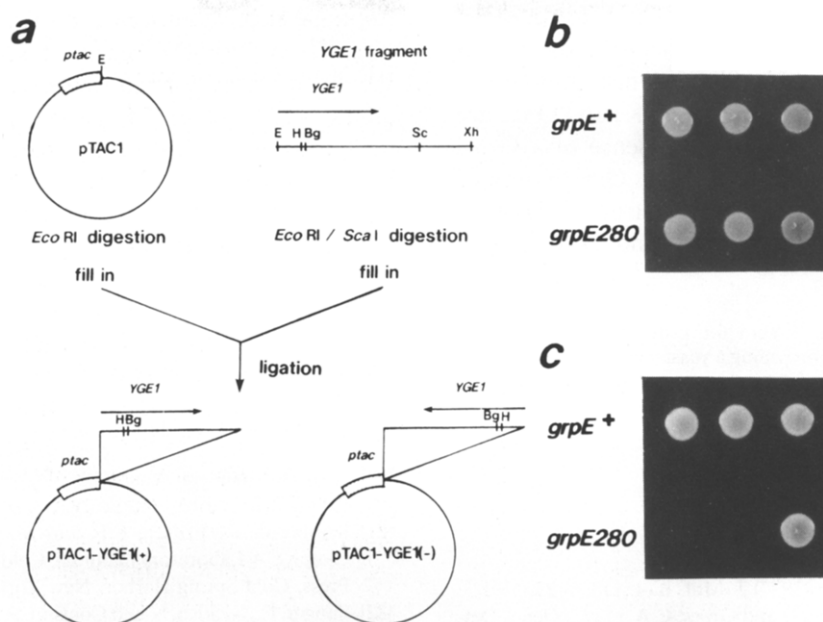 a
ptac
E
pTAC1
YGE1 fragment
YGE1
E H Bg Sc Xh
EcoRI digestion
fill in
EcoRI / ScaI digestion
fill in
ligation
YGE1
HBg
ptac
pTAC1-YGE1(+)
YGE1
BgH
ptac
pTAC1-YGE1(-)
b
grpE +
grpE280
c
grpE +
grpE280